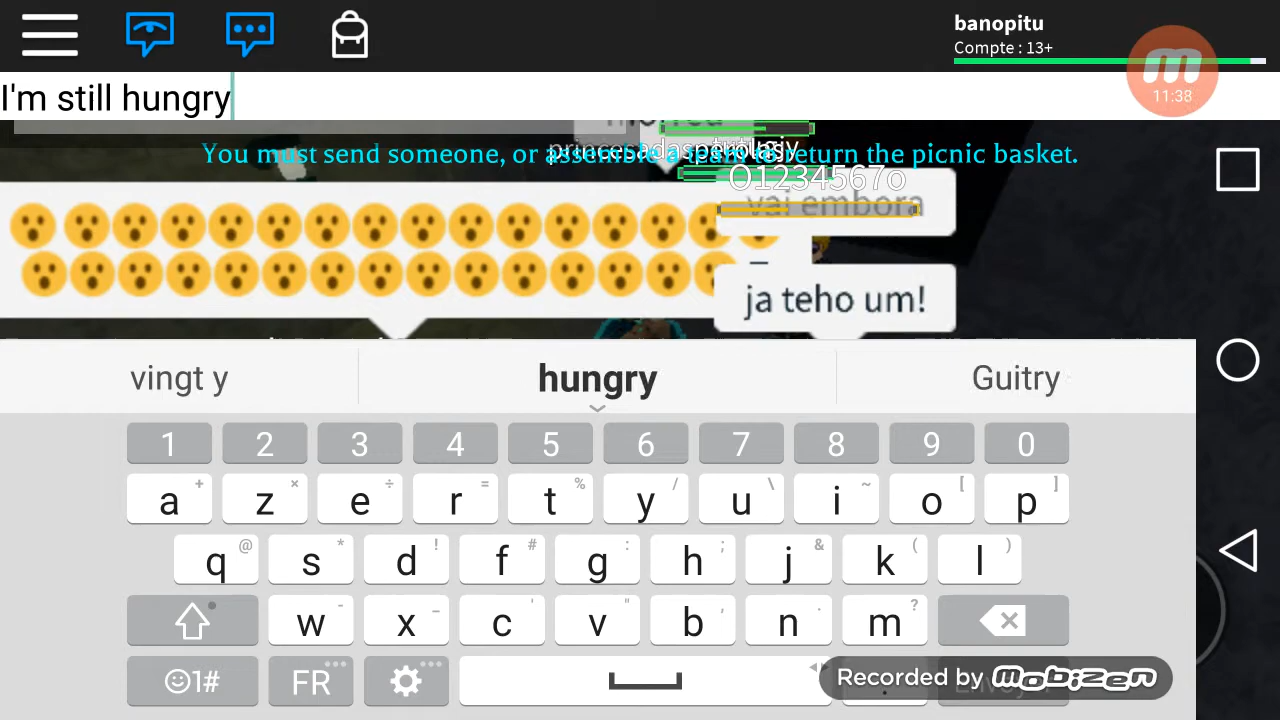 banopitu
Compte : 13+
11:38
I'm still hungry
You must send someone, or assemble a team to return the picnic basket.
O1234567o
vai embora
ja teho um!
vingt y hungry Guitry
1 2 3 4 5 6 7 8 9 0
a z e r t y u i o p
q s d f g h j k l
w x c v b n m
1# FR
Recorded by mobizen